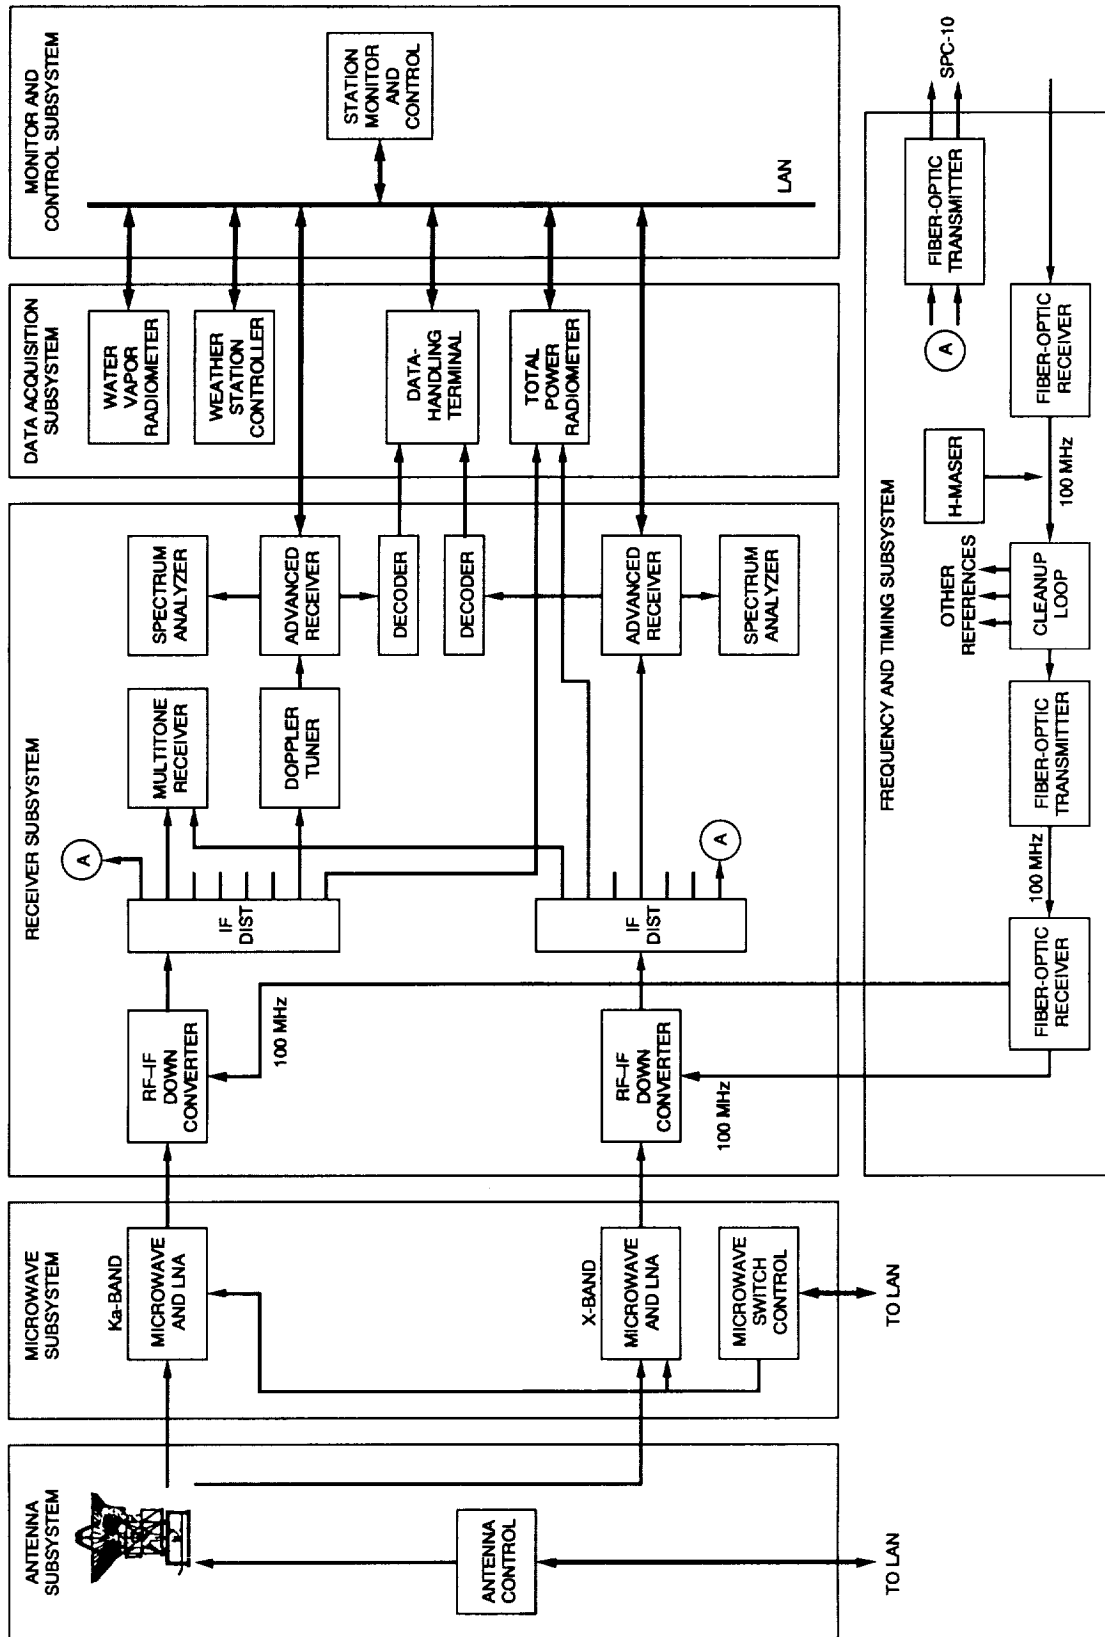 ANTENNA
SUBSYSTEM
ANTENNA
CONTROL
TO LAN
MICROWAVE
SUBSYSTEM
Ka-BAND
MICROWAVE
AND LNA
X-BAND
MICROWAVE
AND LNA
MICROWAVE
SWITCH
CONTROL
TO LAN
RECEIVER SUBSYSTEM
RF–IF
DOWN
CONVERTER
100 MHz
RF–IF
DOWN
CONVERTER
100 MHz
IF
DIST
A
IF
DIST
A
MULTITONE
RECEIVER
DOPPLER
TUNER
SPECTRUM
ANALYZER
ADVANCED
RECEIVER
DECODER
DECODER
ADVANCED
RECEIVER
SPECTRUM
ANALYZER
DATA ACQUISITION
SUBSYSTEM
WATER
VAPOR
RADIOMETER
WEATHER
STATION
CONTROLLER
DATA-
HANDLING
TERMINAL
TOTAL
POWER
RADIOMETER
MONITOR AND
CONTROL SUBSYSTEM
STATION
MONITOR
AND
CONTROL
LAN
FREQUENCY AND TIMING SUBSYSTEM
FIBER-OPTIC
RECEIVER
100 MHz
FIBER-OPTIC
TRANSMITTER
OTHER
REFERENCES
CLEANUP
LOOP
H-MASER
100 MHz
FIBER-OPTIC
RECEIVER
A
FIBER-OPTIC
TRANSMITTER
SPC-10